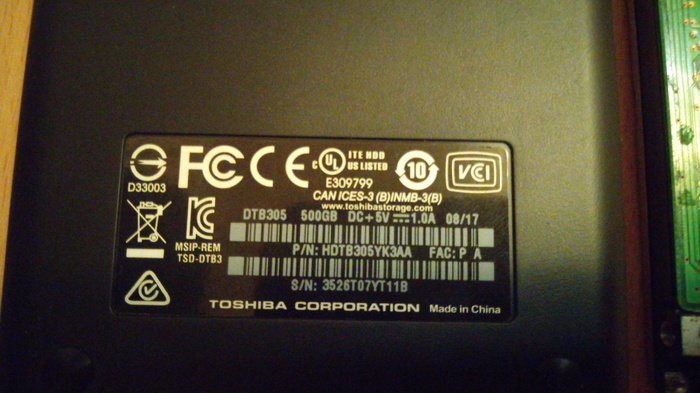 D33003
FC CE
c UL US LISTED
ITE HDD
E309799
10
VCI
CAN ICES-3 (B)/NMB-3(B)
www.toshibastorage.com
DTB305 500GB DC+5V⎓1.0A 08/17
MSIP-REM
TSD-DTB3
P/N: HDTB305YK3AA FAC: P A
S/N: 3526T07YT11B
TOSHIBA CORPORATION Made in China